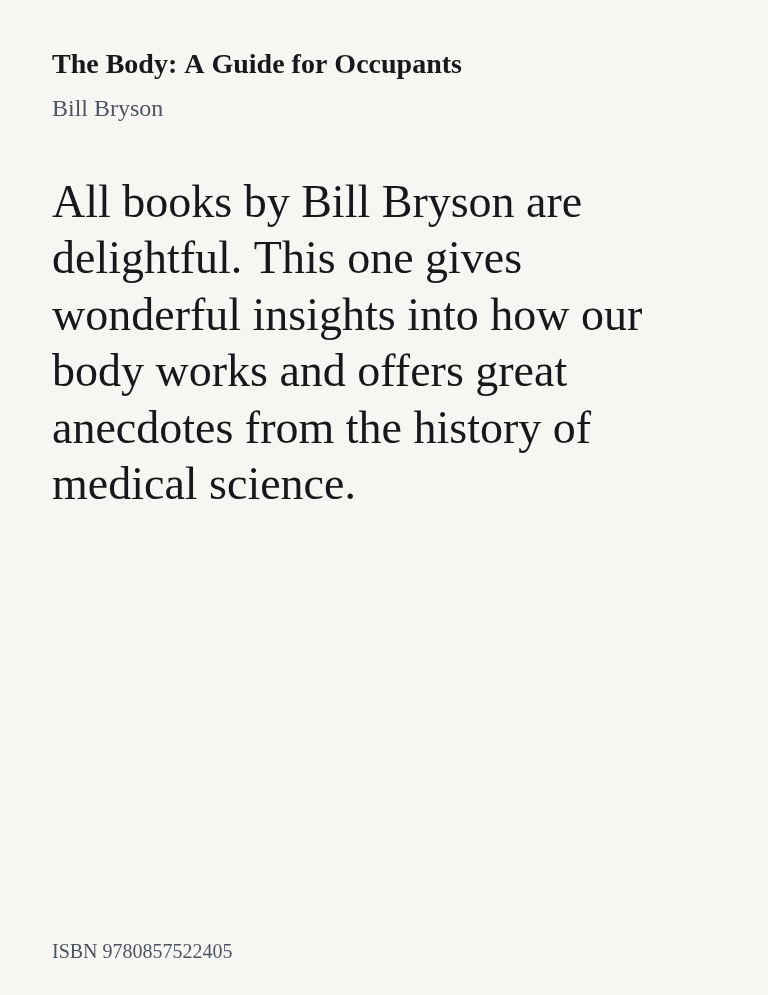 The Body: A Guide for Occupants
Bill Bryson
All books by Bill Bryson are
delightful. This one gives
wonderful insights into how our
body works and offers great
anecdotes from the history of
medical science.
ISBN 9780857522405